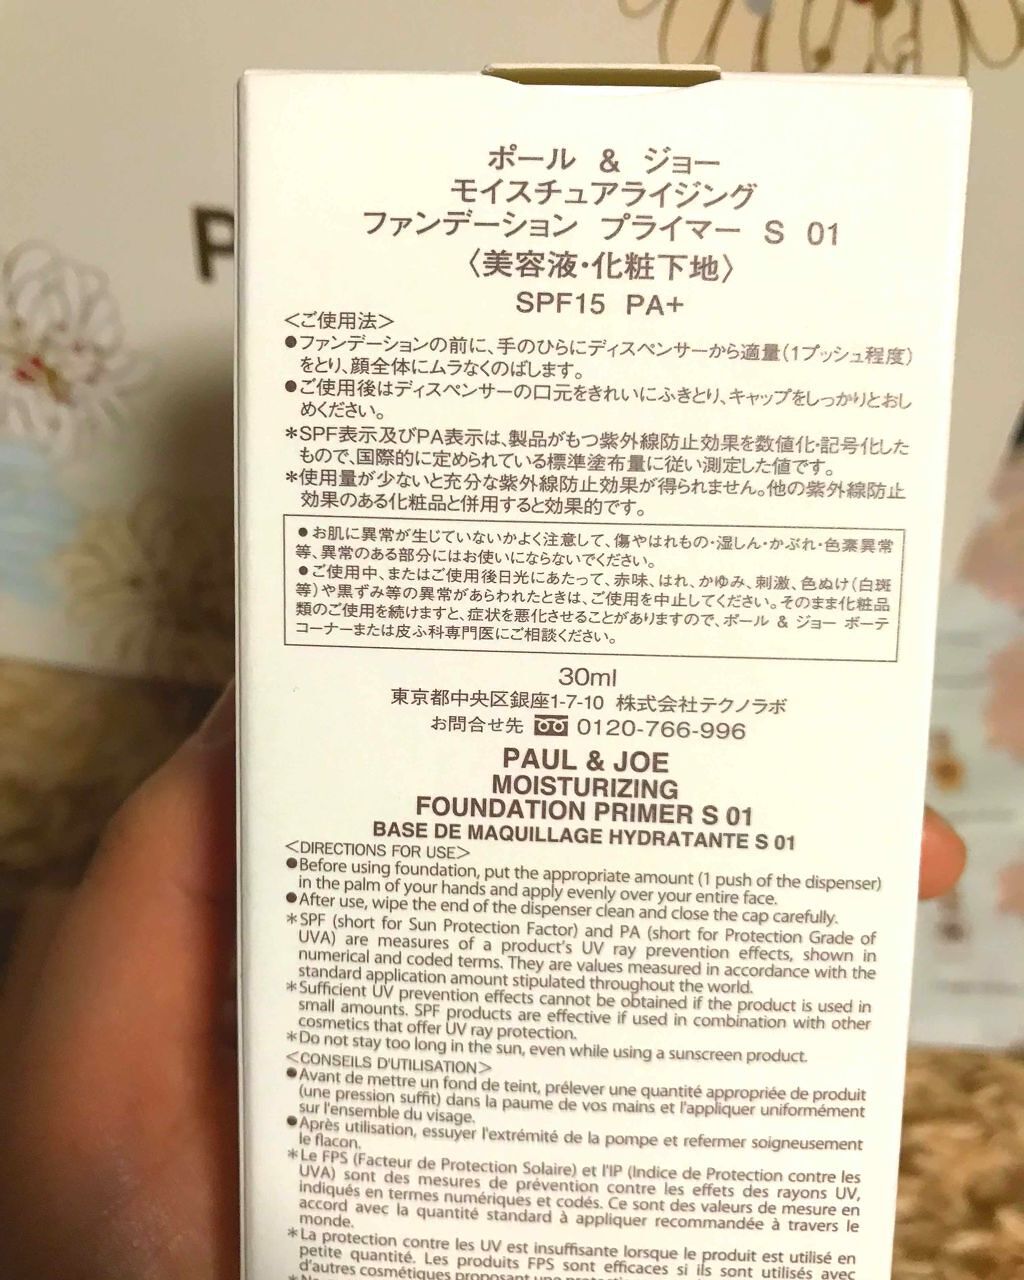 P
ポール & ジョー
モイスチュアライジング
ファンデーション プライマー S 01
〈美容液・化粧下地〉
SPF15 PA+
<ご使用法>
●ファンデーションの前に、手のひらにディスペンサーから適量(1プッシュ程度)
をとり、顔全体にムラなくのばします。
●ご使用後はディスペンサーの口元をきれいにふきとり、キャップをしっかりとおし
めください。
*SPF表示及びPA表示は、製品がもつ紫外線防止効果を数値化・記号化した
もので、国際的に定められている標準塗布量に従い測定した値です。
*使用量が少ないと充分な紫外線防止効果が得られません。他の紫外線防止
効果のある化粧品と併用すると効果的です。
●お肌に異常が生じていないかよく注意して、傷やはれもの・湿しん・かぶれ・色素異常
等、異常のある部分にはお使いにならないでください。
●ご使用中、またはご使用後日光にあたって、赤味、はれ、かゆみ、刺激、色ぬけ(白斑
等)や黒ずみ等の異常があらわれたときは、ご使用を中止してください。そのまま化粧品
類のご使用を続けますと、症状を悪化させることがありますので、ポール & ジョー ボーテ
コーナーまたは皮ふ科専門医にご相談ください。
30ml
東京都中央区銀座1-7-10 株式会社テクノラボ
お問合せ先 0120-766-996
PAUL & JOE
MOISTURIZING
FOUNDATION PRIMER S 01
BASE DE MAQUILLAGE HYDRATANTE S 01
<DIRECTIONS FOR USE>
●Before using foundation, put the appropriate amount (1 push of the dispenser)
in the palm of your hands and apply evenly over your entire face.
●After use, wipe the end of the dispenser clean and close the cap carefully.
*SPF (short for Sun Protection Factor) and PA (short for Protection Grade of
UVA) are measures of a product's UV ray prevention effects, shown in
numerical and coded terms. They are values measured in accordance with the
standard application amount stipulated throughout the world.
*Sufficient UV prevention effects cannot be obtained if the product is used in
small amounts. SPF products are effective if used in combination with other
cosmetics that offer UV ray protection.
*Do not stay too long in the sun, even while using a sunscreen product.
<CONSEILS D'UTILISATION>
●Avant de mettre un fond de teint, prélever une quantité appropriée de produit
(une pression suffit) dans la paume de vos mains et l'appliquer uniformément
sur l'ensemble du visage.
●Après utilisation, essuyer l'extrémité de la pompe et refermer soigneusement
le flacon.
*Le FPS (Facteur de Protection Solaire) et l'IP (Indice de Protection contre les
UVA) sont des mesures de prévention contre les effets des rayons UV,
indiqués en termes numériques et codés. Ce sont des valeurs de mesure en
accord avec la quantité standard à appliquer recommandée à travers le
monde.
*La protection contre les UV est insuffisante lorsque le produit est utilisé en
petite quantité. Les produits FPS sont efficaces si ils sont utilisés avec
d'autres cosmétiques proposant une